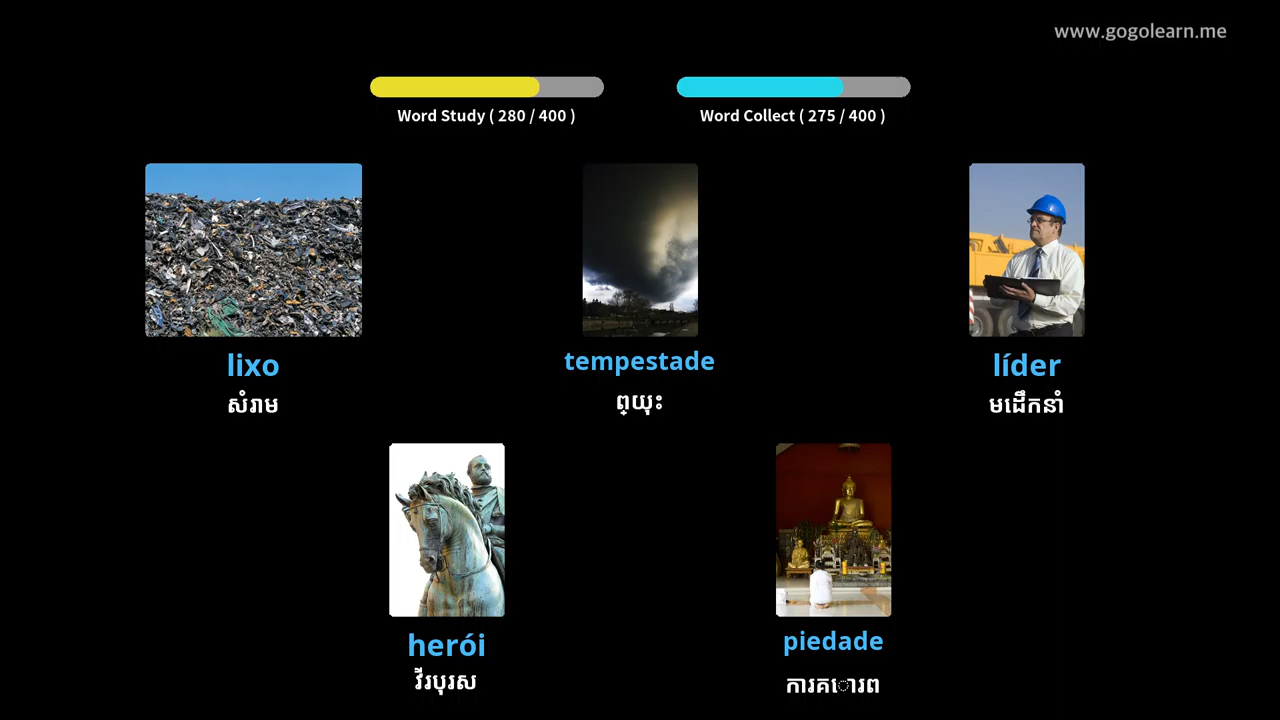 www.gogolearn.me
Word Study ( 280 / 400 )
Word Collect ( 275 / 400 )
lixo
សំរាម
tempestade
ព្យុះ
líder
មដឹកនាំ
herói
វីរបុរស
piedade
ការគោរព